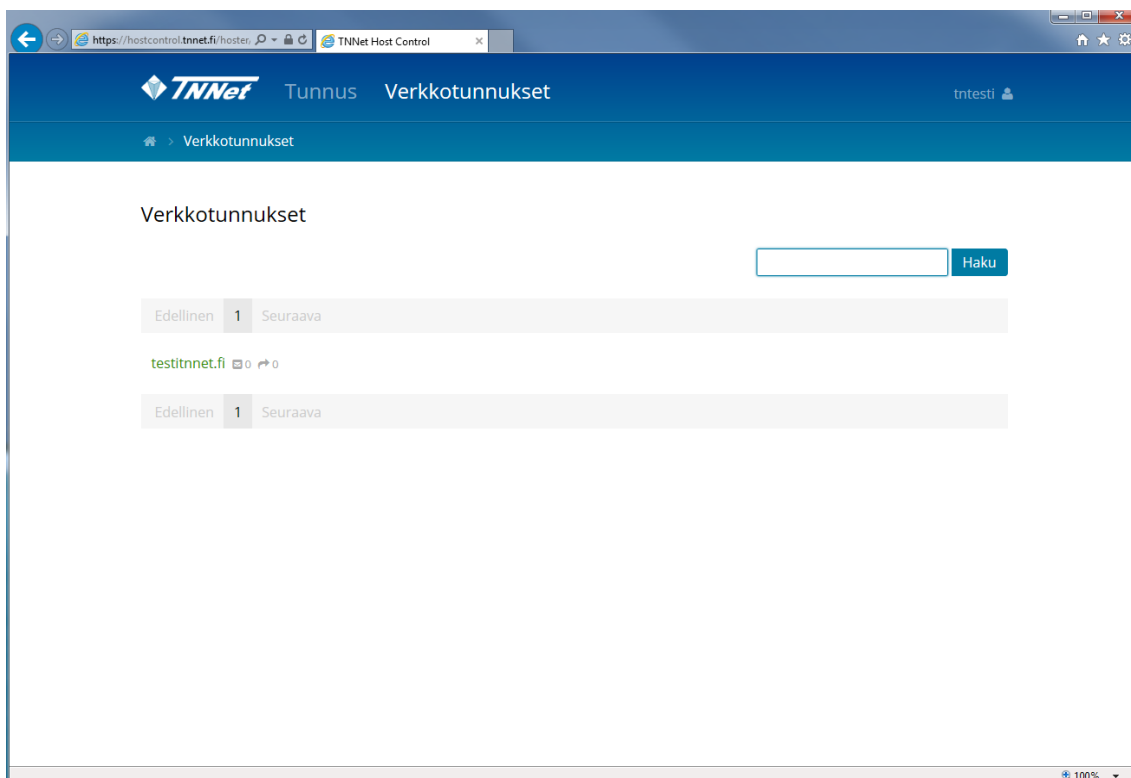 https://hostcontrol.tnnet.fi/hoster, TNNet Host Control
TNNet Tunnus Verkkotunnukset tntesti
> Verkkotunnukset
Verkkotunnukset
Haku
Edellinen 1 Seuraava
testitnnet.fi 0 0
Edellinen 1 Seuraava
100%